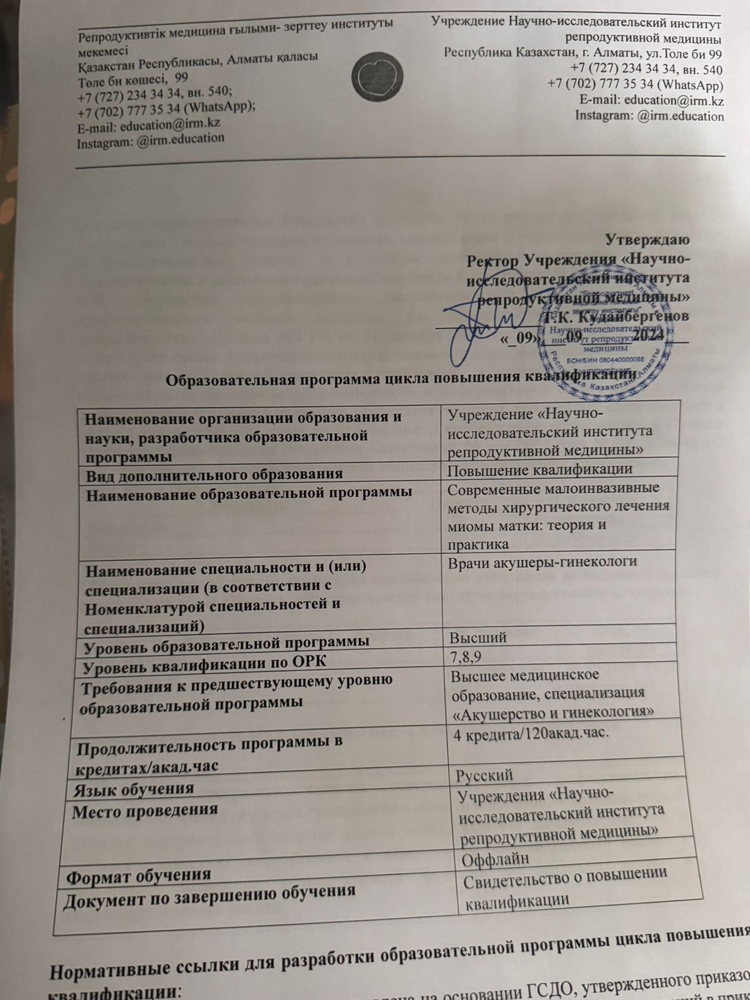 Репродуктивтік медицина ғылыми- зерттеу институты
мекемесі
Қазақстан Республикасы, Алматы қаласы
Төле би көшесі, 99
+7 (727) 234 34 34, вн. 540;
+7 (702) 777 35 34 (WhatsApp);
E-mail: education@irm.kz
Instagram: @irm.education
Учреждение Научно-исследовательский институт
репродуктивной медицины
Республика Казахстан, г. Алматы, ул.Толе би 99
+7 (727) 234 34 34, вн. 540
+7 (702) 777 35 34 (WhatsApp)
E-mail: education@irm.kz
Instagram: @irm.education
Утверждаю
Ректор Учреждения «Научно-
исследовательский института
репродуктивной медицины»
Т.К. Кудайбергенов
«_09»___09______2024___
"Репродуктивті
медицина ғылыми
зерттеу институты"
Научно-исследовательский
институт репродуктивной
медицины
БСН/БИН 080440000088
УЧРЕЖДЕНИЕ
Республика Казахстан Алматы
Образовательная программа цикла повышения квалификации
Наименование организации образования и
науки, разработчика образовательной
программы
Учреждение «Научно-
исследовательский института
репродуктивной медицины»
Вид дополнительного образования
Повышение квалификации
Наименование образовательной программы
Современные малоинвазивные
методы хирургического лечения
миомы матки: теория и
практика
Наименование специальности и (или)
специализации (в соответствии с
Номенклатурой специальностей и
специализаций)
Врачи акушеры-гинекологи
Уровень образовательной программы
Высший
Уровень квалификации по ОРК
7,8,9
Требования к предшествующему уровню
образовательной программы
Высшее медицинское
образование, специализация
«Акушерство и гинекология»
Продолжительность программы в
кредитах/акад.час
4 кредита/120акад.час.
Язык обучения
Русский
Место проведения
Учреждения «Научно-
исследовательский института
репродуктивной медицины»
Формат обучения
Оффлайн
Документ по завершению обучения
Свидетельство о повышении
квалификации
Нормативные ссылки для разработки образовательной программы цикла повышения
квалификации:
на основании ГСДО, утвержденного приказо